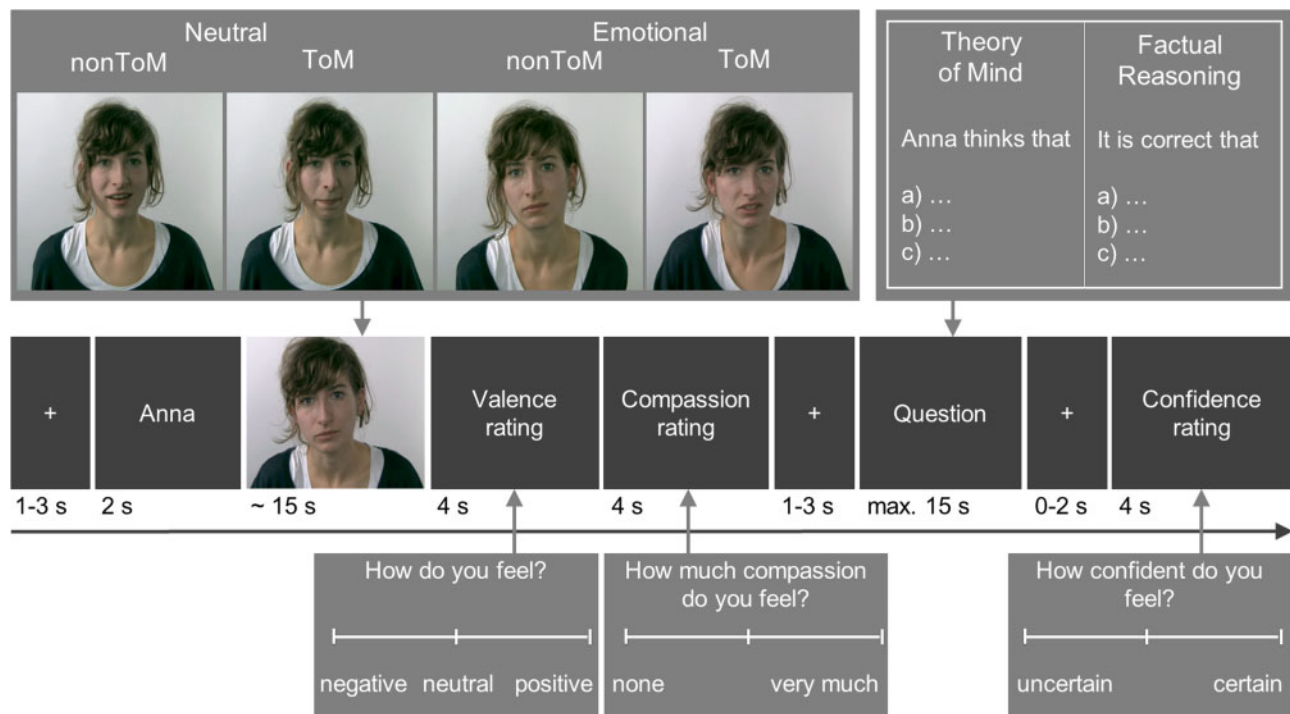 Neutral
Emotional
nonToM
ToM
nonToM
ToM
Theory
of Mind
Anna thinks that
a) ...
b) ...
c) ...
Factual
Reasoning
It is correct that
a) ...
b) ...
c) ...
+
Anna
Valence
rating
Compassion
rating
+
Question
+
Confidence
rating
1-3 s
2 s
~ 15 s
4 s
4 s
1-3 s
max. 15 s
0-2 s
4 s
How do you feel?
negative neutral positive
How much compassion
do you feel?
none very much
How confident do you
feel?
uncertain certain